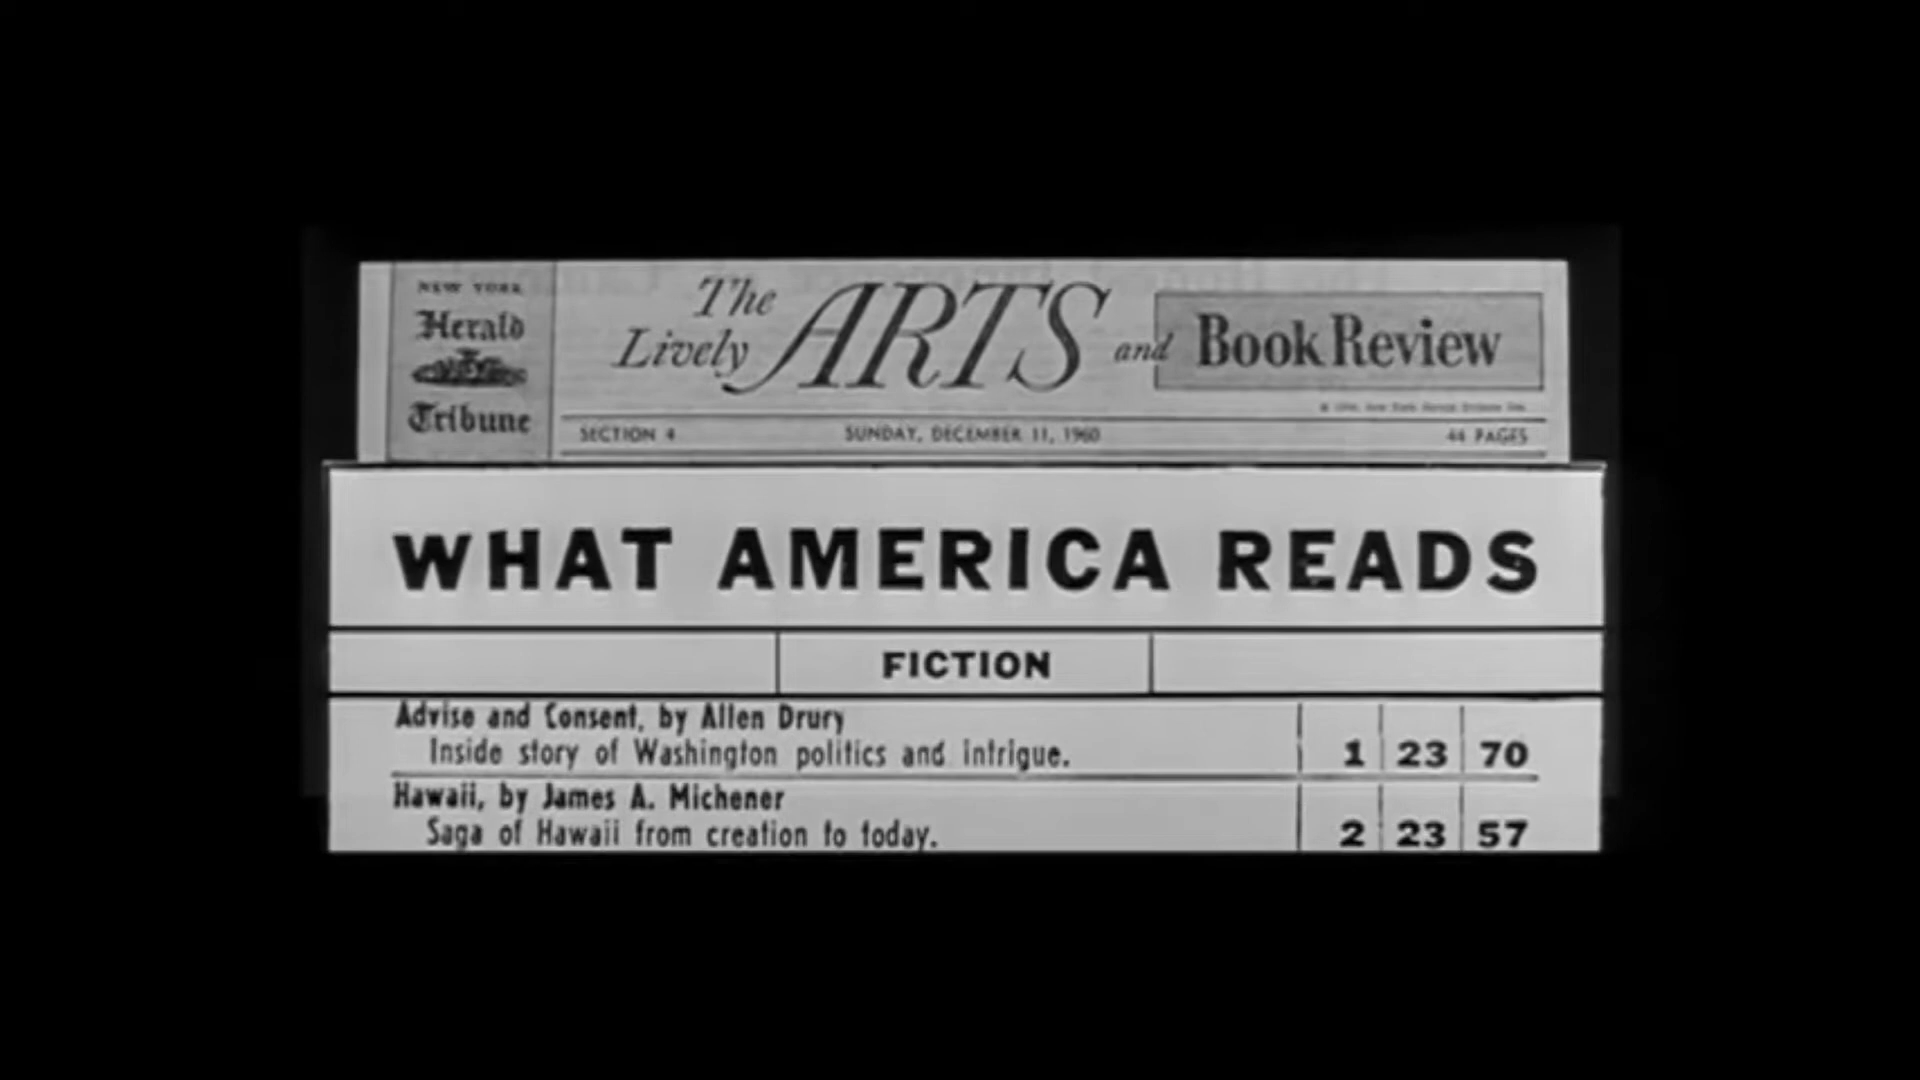 NEW YORK
Herald
Tribune
The
Lively ARTS and Book Review
SECTION 4 SUNDAY, DECEMBER 11, 1960 44 PAGES
WHAT AMERICA READS
FICTION
Advise and Consent, by Allen Drury
Inside story of Washington politics and intrigue. 1 23 70
Hawaii, by James A. Michener
Saga of Hawaii from creation to today. 2 23 57